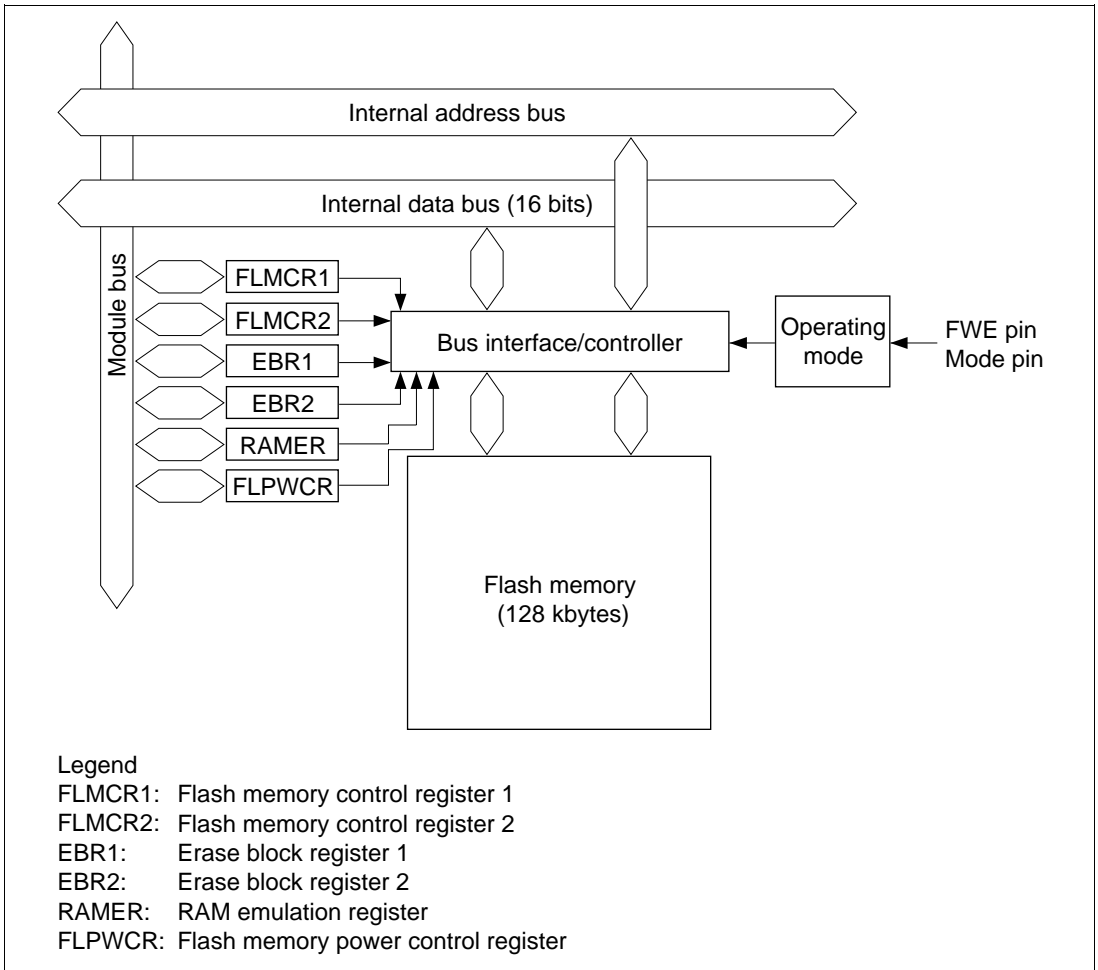 Internal address bus
Internal data bus (16 bits)
Module bus
FLMCR1
FLMCR2
EBR1
EBR2
RAMER
FLPWCR
Bus interface/controller
Operating
mode
FWE pin
Mode pin
Flash memory
(128 kbytes)
Legend
FLMCR1: Flash memory control register 1
FLMCR2: Flash memory control register 2
EBR1: Erase block register 1
EBR2: Erase block register 2
RAMER: RAM emulation register
FLPWCR: Flash memory power control register